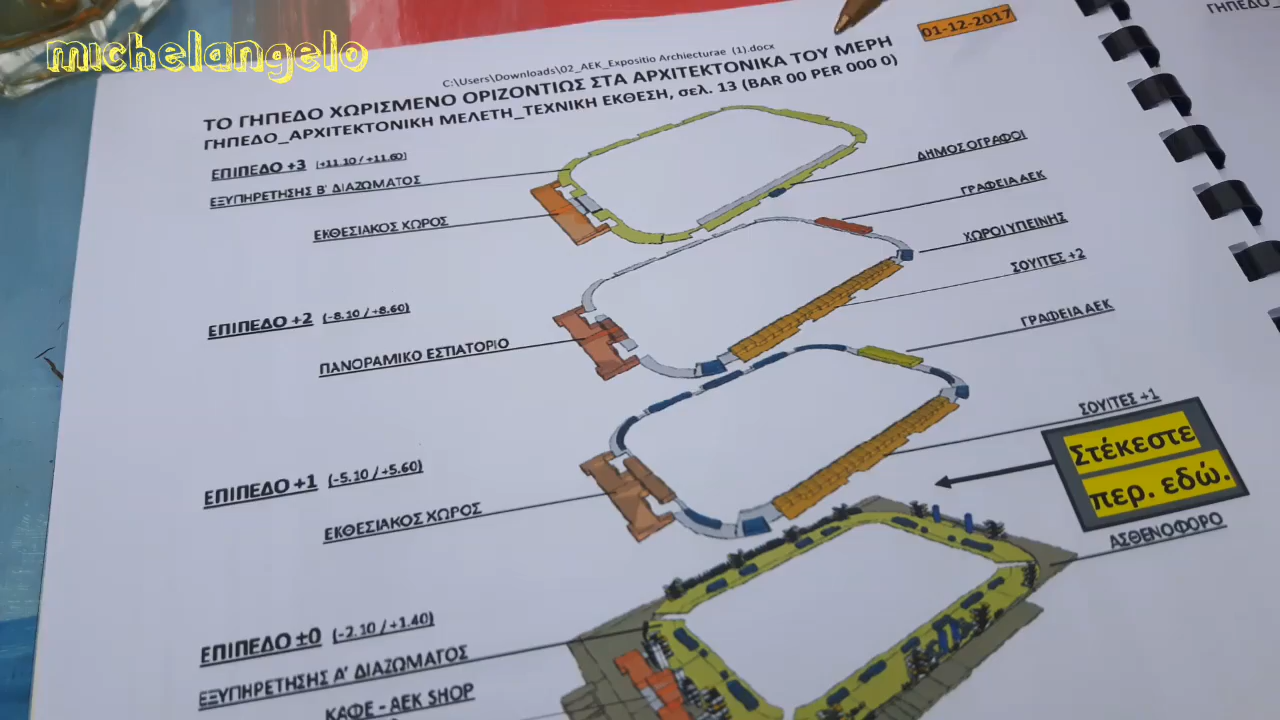 michelangelo
01-12-2017
ΓΗΠΕΔΟ
C:\Users\Downloads\02_AEK_Expositio Archiecturae (1).docx
ΤΟ ΓΗΠΕΔΟ ΧΩΡΙΣΜΕΝΟ ΟΡΙΖΟΝΤΙΩΣ ΣΤΑ ΑΡΧΙΤΕΚΤΟΝΙΚΑ ΤΟΥ ΜΕΡΗ
ΓΗΠΕΔΟ_ΑΡΧΙΤΕΚΤΟΝΙΚΗ ΜΕΛΕΤΗ_ΤΕΧΝΙΚΗ ΕΚΘΕΣΗ, σελ. 13 (BAR 00 PER 000 0)
ΕΠΙΠΕΔΟ +3 (+11.10 / +11.60)
ΕΞΥΠΗΡΕΤΗΣΗΣ Β' ΔΙΑΖΩΜΑΤΟΣ
ΕΚΘΕΣΙΑΚΟΣ ΧΩΡΟΣ
ΔΗΜΟΣΟΓΡΑΦΟΙ
ΓΡΑΦΕΙΑ ΑΕΚ
ΧΩΡΟΙ ΥΓΙΕΙΝΗΣ
ΣΟΥΙΤΕΣ +2
ΕΠΙΠΕΔΟ +2 (-8.10 / +8.60)
ΠΑΝΟΡΑΜΙΚΟ ΕΣΤΙΑΤΟΡΙΟ
ΓΡΑΦΕΙΑ ΑΕΚ
ΣΟΥΙΤΕΣ +1
Στέκεστε
περ. εδώ.
ΕΠΙΠΕΔΟ +1 (-5.10 / +5.60)
ΕΚΘΕΣΙΑΚΟΣ ΧΩΡΟΣ
ΑΣΘΕΝΟΦΟΡΟ
ΕΠΙΠΕΔΟ ±0 (-2.10 / +1.40)
ΕΞΥΠΗΡΕΤΗΣΗΣ Α' ΔΙΑΖΩΜΑΤΟΣ
ΚΑΦΕ - AEK SHOP